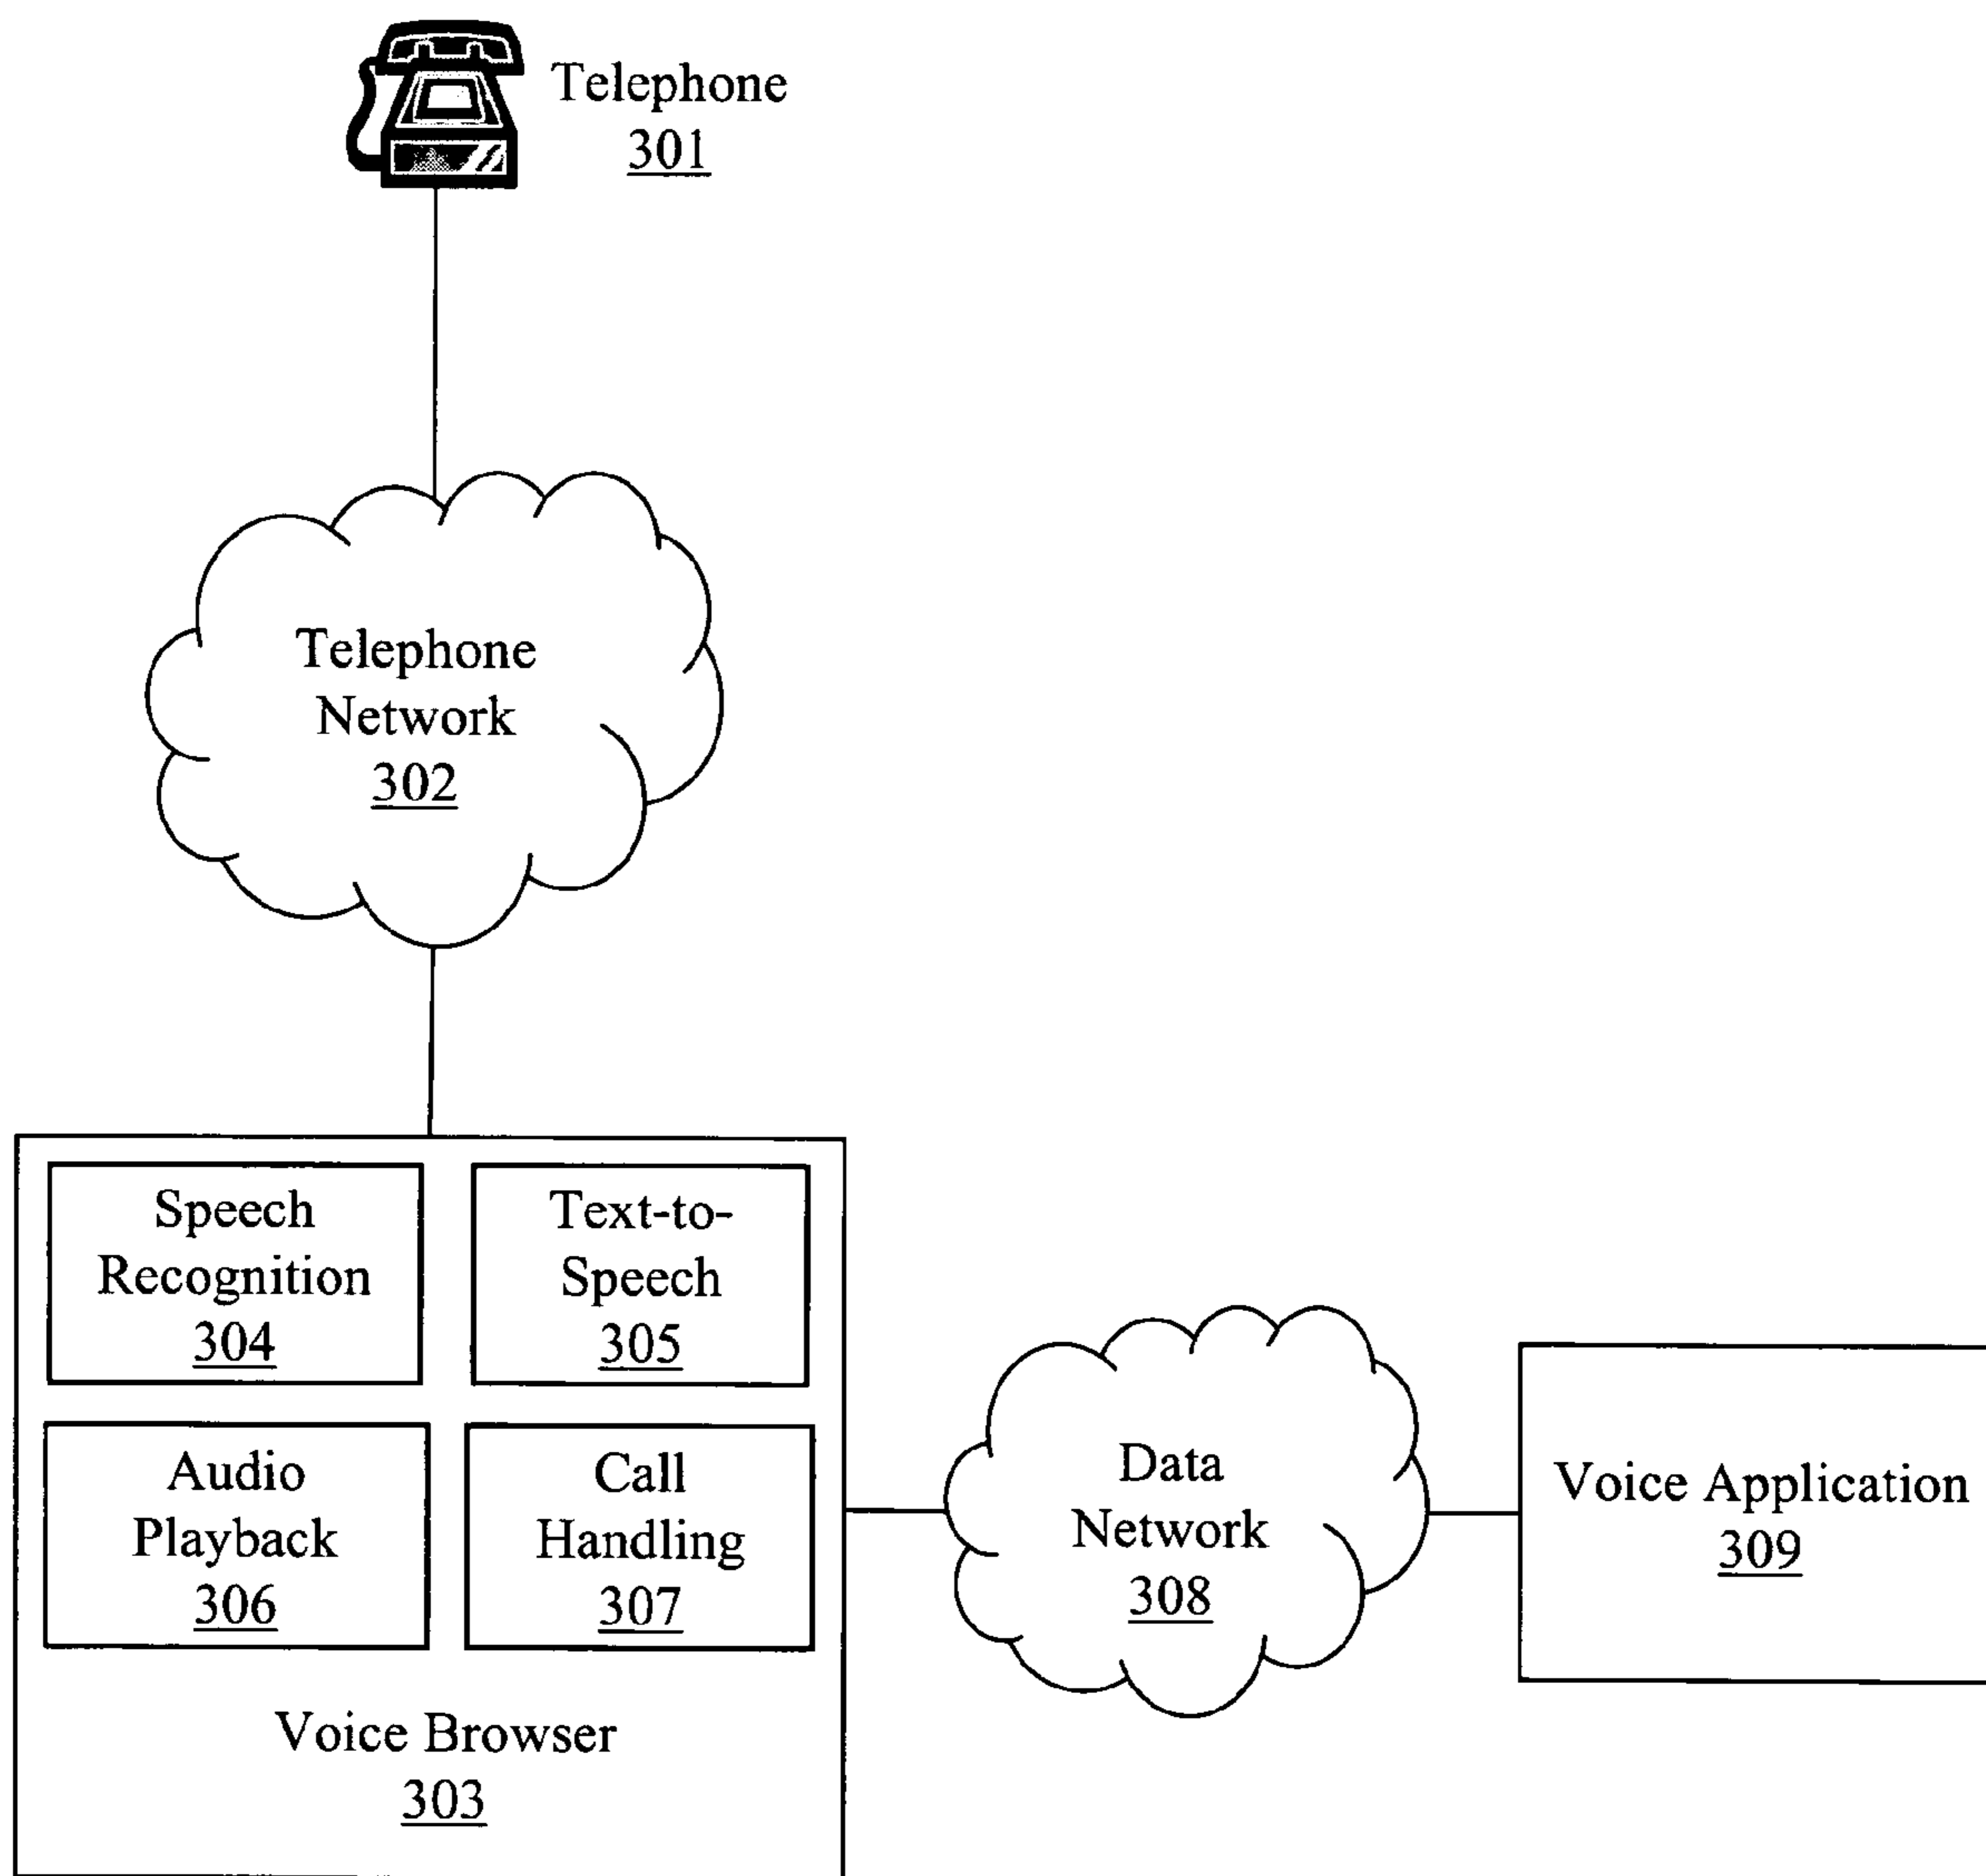 Telephone
301
Telephone
Network
302
Speech
Recognition
304
Text-to-
Speech
305
Audio
Playback
306
Call
Handling
307
Voice Browser
303
Data
Network
308
Voice Application
309